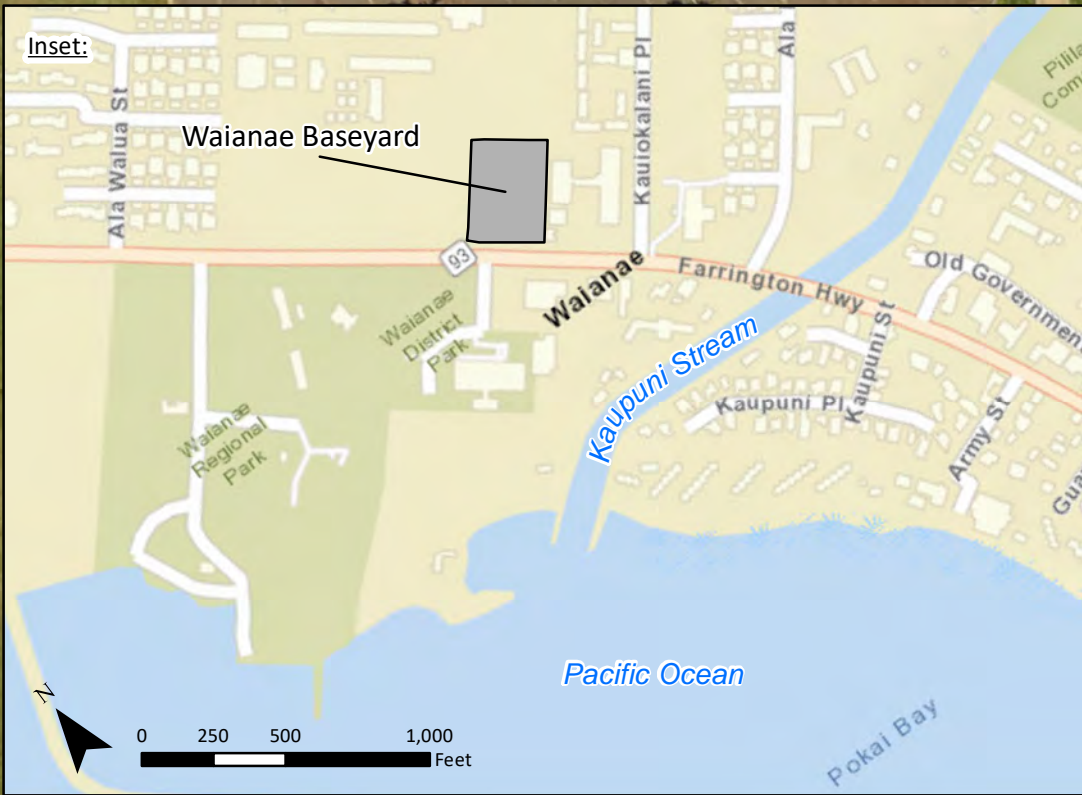 Inset:
Ala Walua St
Waianae Baseyard
Kauiokalani Pl
Ala
93
Waianae
Farrington Hwy
Old Government
Waianae
District
Park
Kaupuni Stream
Kaupuni St
Kaupuni Pl
Army St
Waianae
Regional
Park
Pacific Ocean
Pokai Bay
N
0 250 500 1,000
Feet